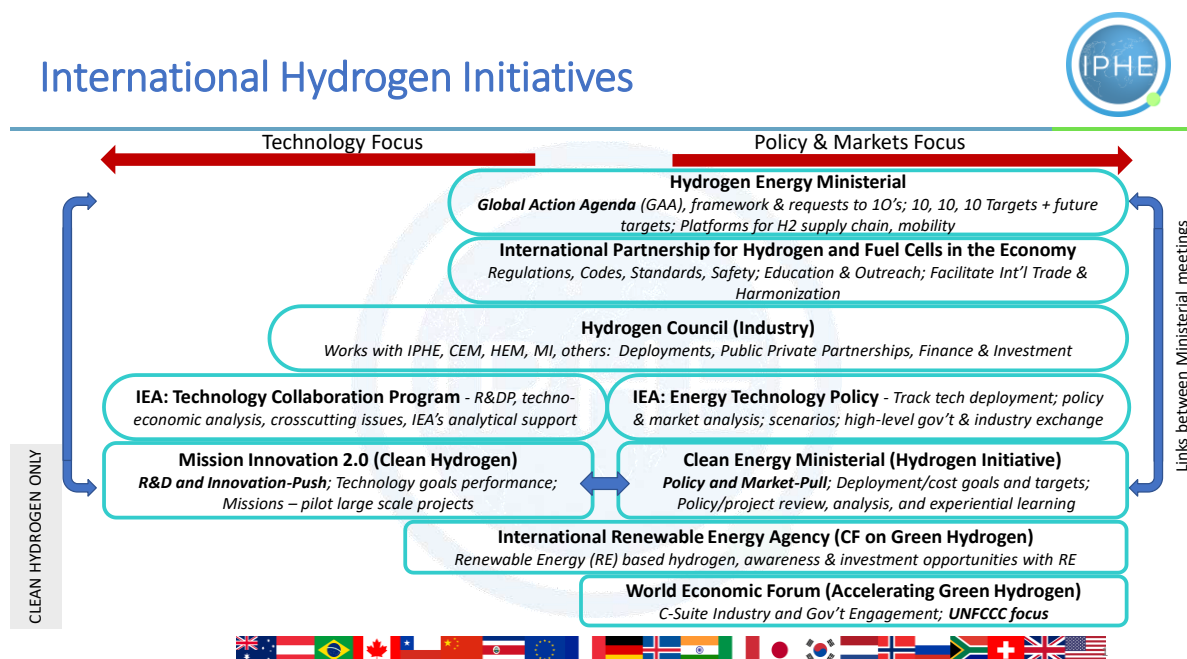 International Hydrogen Initiatives
IPHE
Technology Focus
Policy & Markets Focus
Hydrogen Energy Ministerial
Global Action Agenda (GAA), framework & requests to 1O's; 10, 10, 10 Targets + future
targets; Platforms for H2 supply chain, mobility
International Partnership for Hydrogen and Fuel Cells in the Economy
Regulations, Codes, Standards, Safety; Education & Outreach; Facilitate Int'l Trade &
Harmonization
Hydrogen Council (Industry)
Works with IPHE, CEM, HEM, MI, others: Deployments, Public Private Partnerships, Finance & Investment
IEA: Technology Collaboration Program - R&DP, techno-
economic analysis, crosscutting issues, IEA's analytical support
IEA: Energy Technology Policy - Track tech deployment; policy
& market analysis; scenarios; high-level gov't & industry exchange
Mission Innovation 2.0 (Clean Hydrogen)
R&D and Innovation-Push; Technology goals performance;
Missions – pilot large scale projects
Clean Energy Ministerial (Hydrogen Initiative)
Policy and Market-Pull; Deployment/cost goals and targets;
Policy/project review, analysis, and experiential learning
International Renewable Energy Agency (CF on Green Hydrogen)
Renewable Energy (RE) based hydrogen, awareness & investment opportunities with RE
World Economic Forum (Accelerating Green Hydrogen)
C-Suite Industry and Gov't Engagement; UNFCCC focus
CLEAN HYDROGEN ONLY
Links between Ministerial meetings